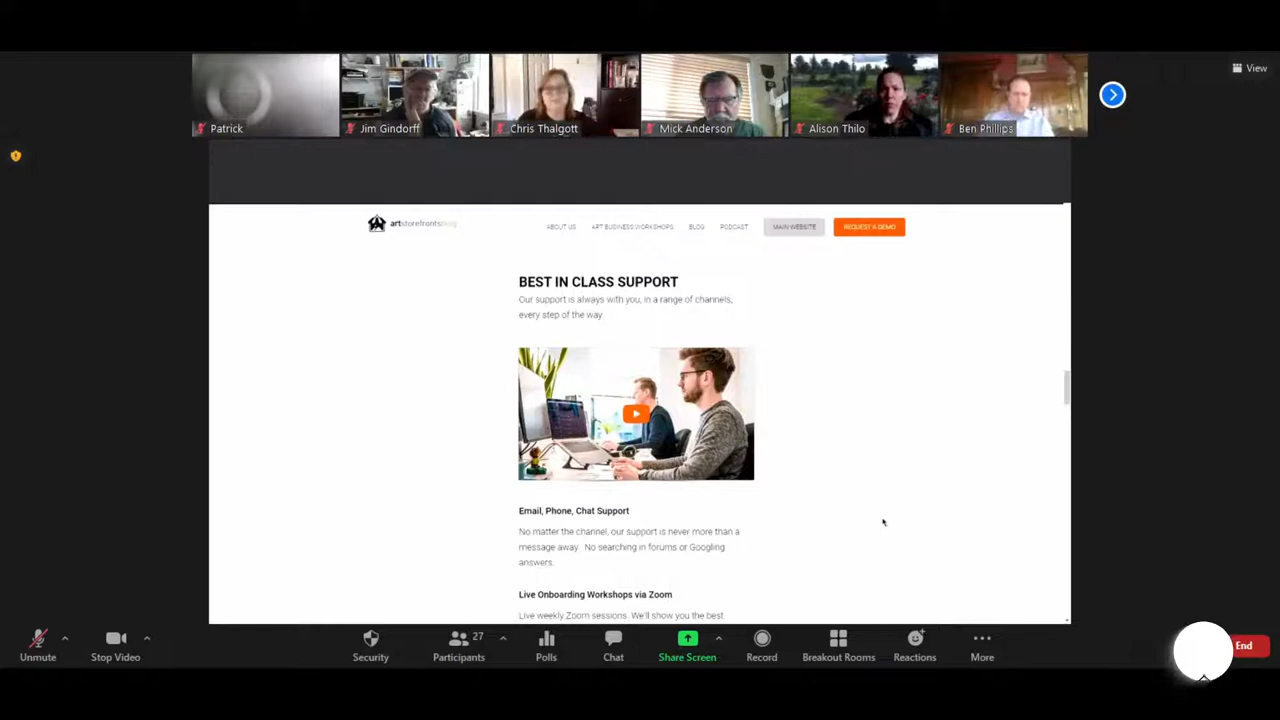 View
Patrick
Jim Gindorff
Chris Thalgott
Mick Anderson
Alison Thilo
Ben Phillips
artstorefrontsblog
ABOUT US
ART BUSINESS WORKSHOPS
BLOG
PODCAST
MAIN WEBSITE
REQUEST A DEMO
BEST IN CLASS SUPPORT
Our support is always with you, in a range of channels,
every step of the way
Email, Phone, Chat Support
No matter the channel, our support is never more than a
message away. No searching in forums or Googling
answers.
Live Onboarding Workshops via Zoom
Live weekly Zoom sessions. We'll show you the best
Unmute
Stop Video
Security
27
Participants
Polls
Chat
Share Screen
Record
Breakout Rooms
Reactions
More
End